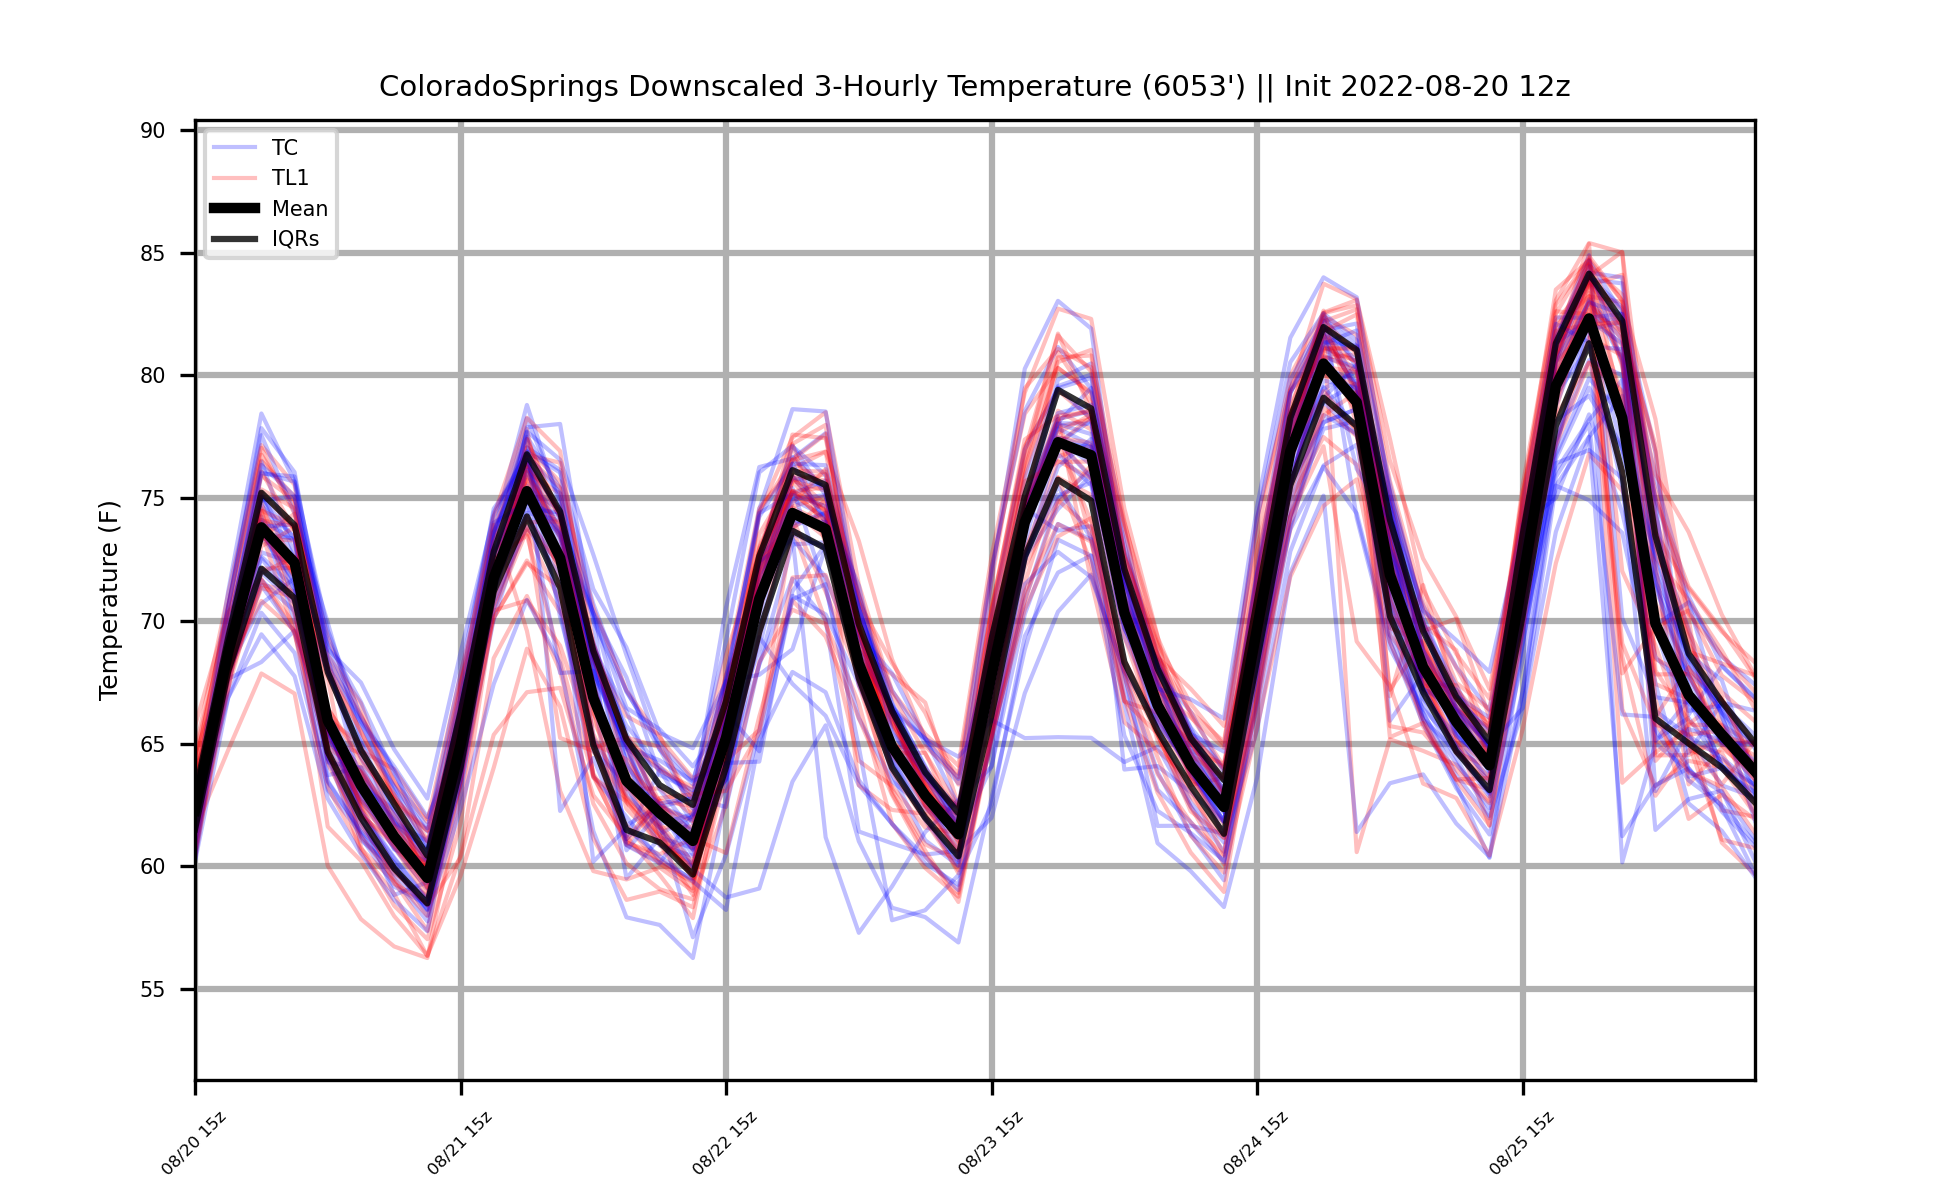 ColoradoSprings Downscaled 3-Hourly Temperature (6053') || Init 2022-08-20 12z
90
85
80
75
70
65
60
55
Temperature (F)
TC
TL1
Mean
IQRs
08/20 15z
08/21 15z
08/22 15z
08/23 15z
08/24 15z
08/25 15z